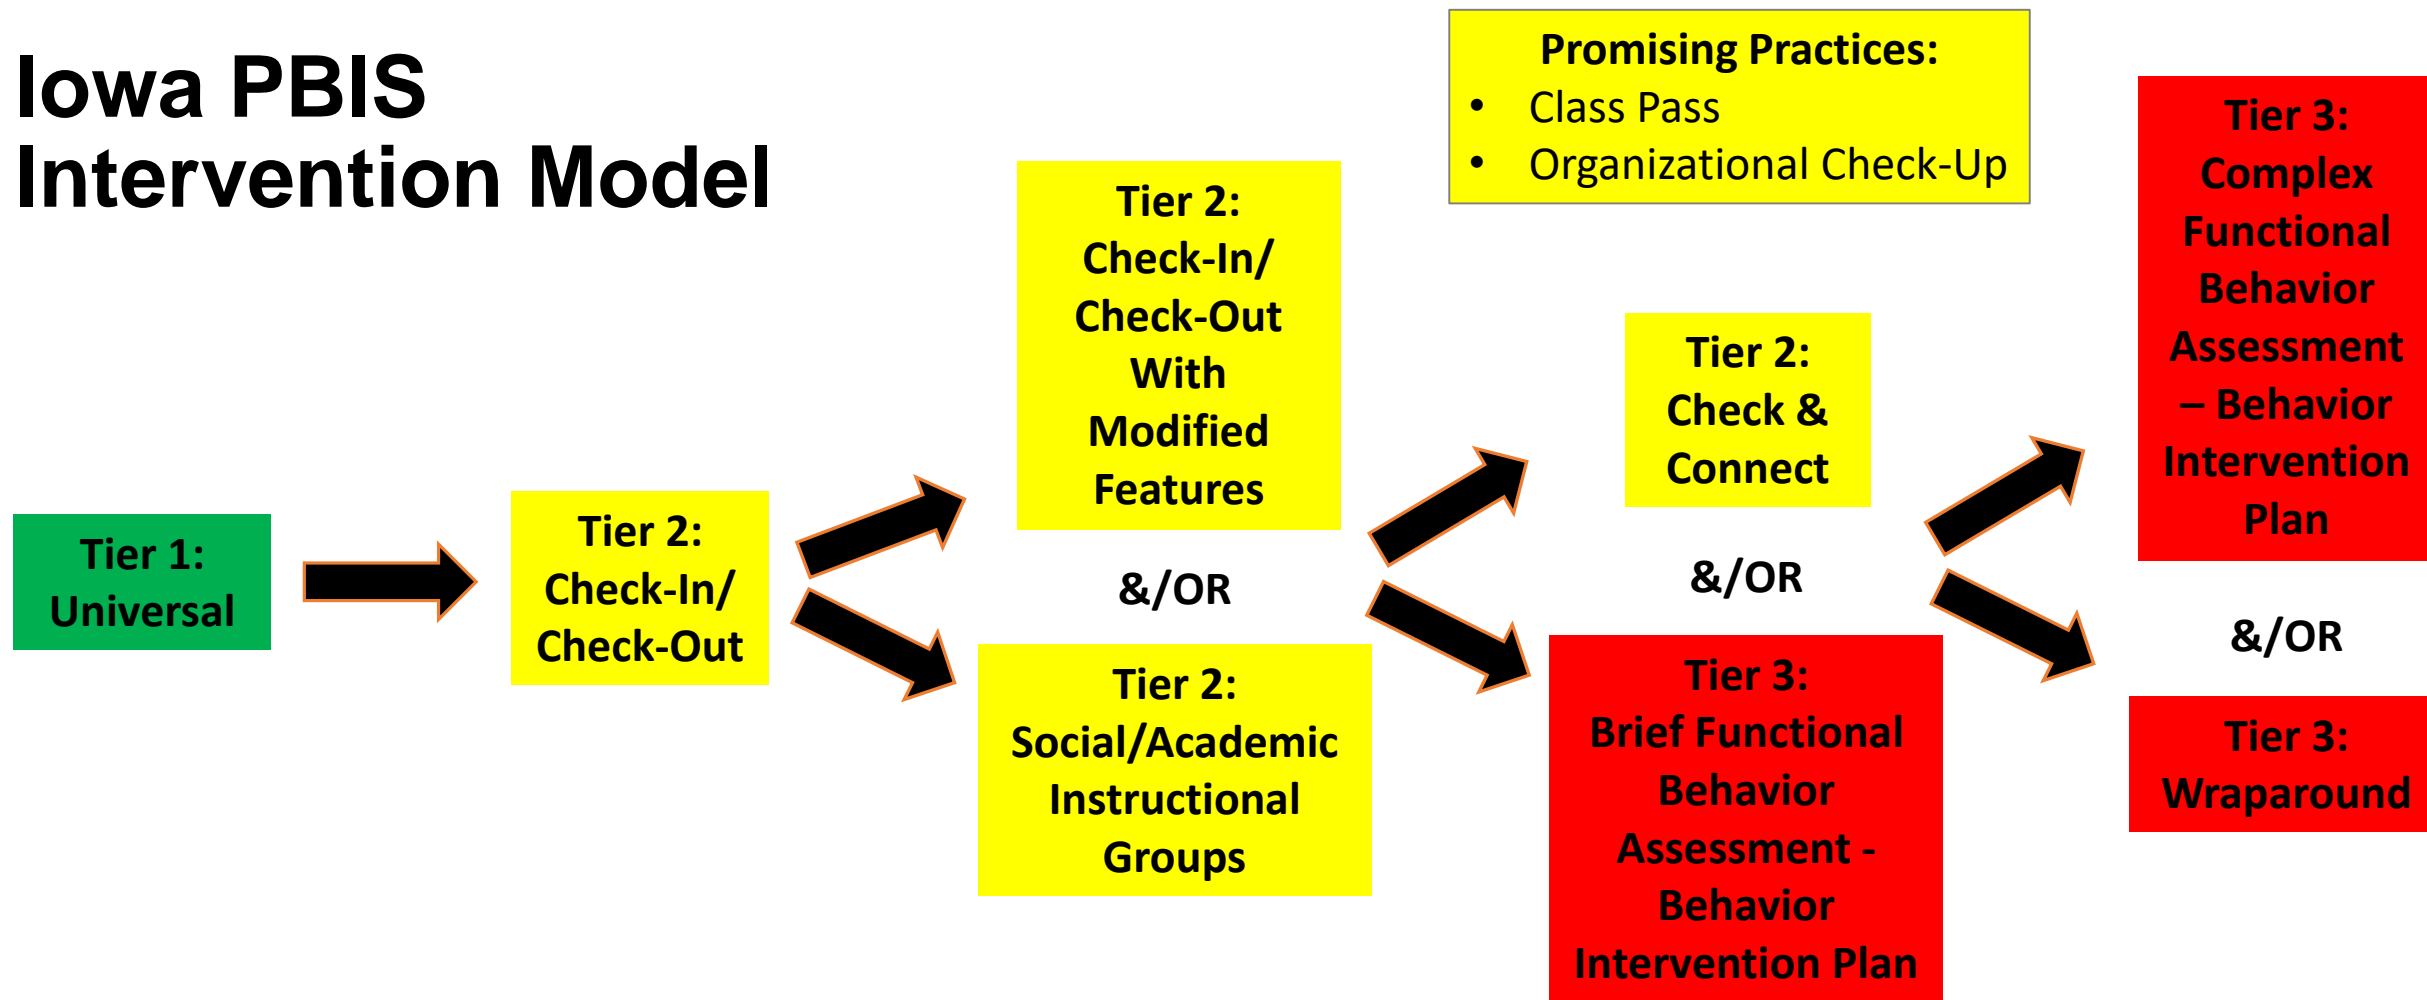 Iowa PBIS
Intervention Model
Promising Practices:
• Class Pass
• Organizational Check-Up
Tier 1:
Universal
Tier 2:
Check-In/
Check-Out
Tier 2:
Check-In/
Check-Out
With
Modified
Features
&/OR
Tier 2:
Social/Academic
Instructional
Groups
Tier 2:
Check &
Connect
&/OR
Tier 3:
Brief Functional
Behavior
Assessment -
Behavior
Intervention Plan
Tier 3:
Complex
Functional
Behavior
Assessment
– Behavior
Intervention
Plan
&/OR
Tier 3:
Wraparound